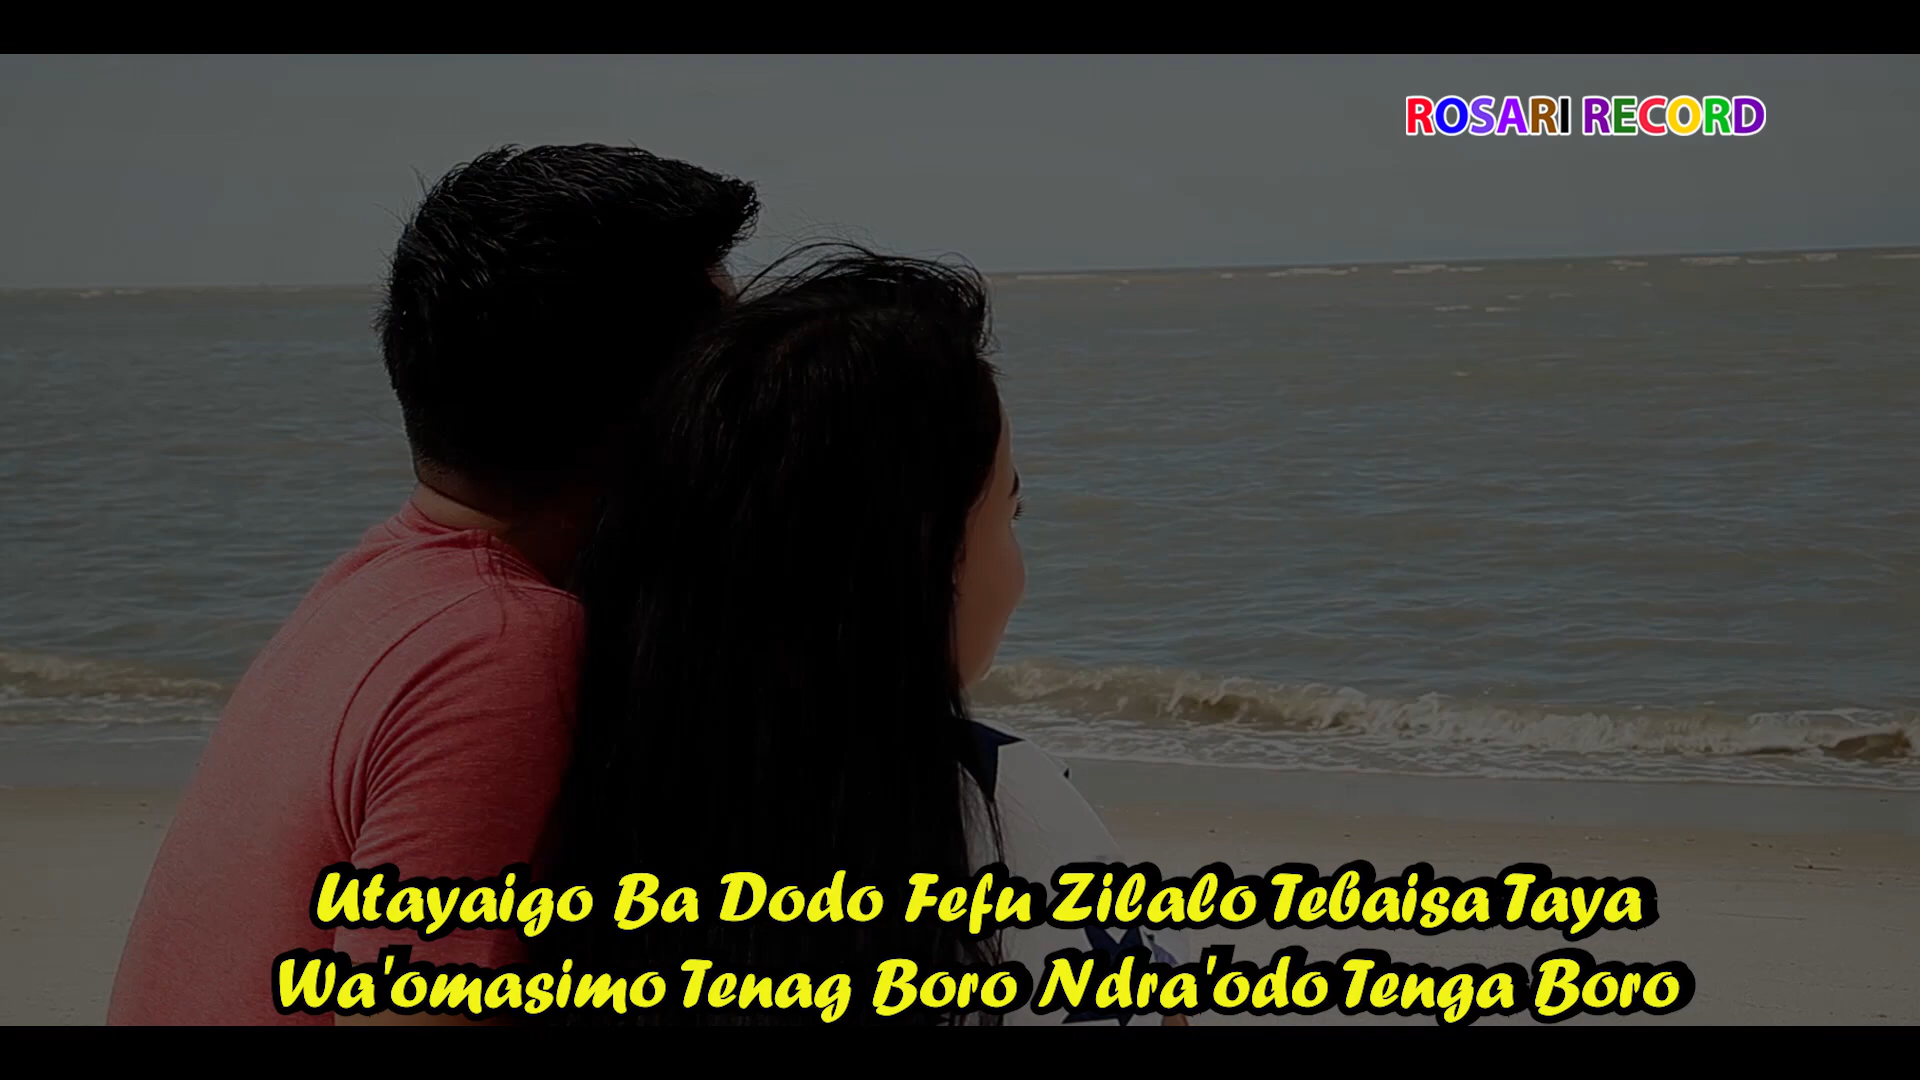 ROSARI RECORD
Utayaigo Ba Dodo Fefu Zilalo Tebaisa Taya
Wa'omasimo Tenag Boro Ndra'odo Tenga Boro